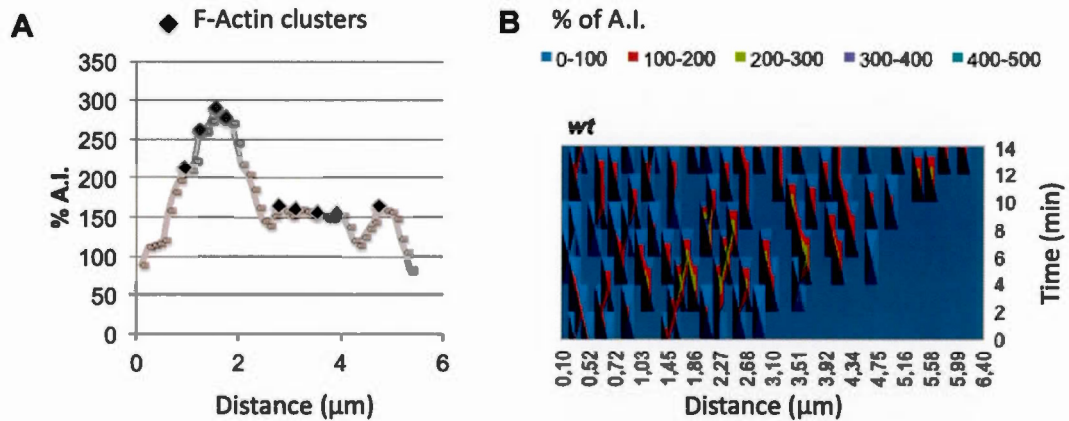 A
F-Actin clusters
350
300
250
200
150
100
50
0
% A.I.
0 2 4 6
Distance (µm)
B
% of A.I.
0-100 100-200 200-300 300-400 400-500
wt
14
12
10
8
6
4
2
0
Time (min)
0,10 0,52 0,72 1,03 1,45 1,86 2,27 2,68 3,10 3,51 3,92 4,34 4,75 5,16 5,58 5,99 6,40
Distance (µm)